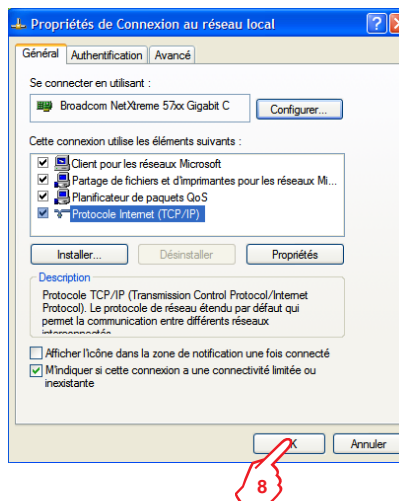 Propriétés de Connexion au réseau local
Général Authentification Avancé
Se connecter en utilisant :
Broadcom NetXtreme 57xx Gigabit C
Configurer...
Cette connexion utilise les éléments suivants :
Client pour les réseaux Microsoft
Partage de fichiers et d'imprimantes pour les réseaux Mi...
Planificateur de paquets QoS
Protocole Internet (TCP/IP)
Installer... Désinstaller Propriétés
Description
Protocole TCP/IP (Transmission Control Protocol/Internet
Protocol). Le protocole de réseau étendu par défaut qui
permet la communication entre différents réseaux
Afficher l'icône dans la zone de notification une fois connecté
M'indiquer si cette connexion a une connectivité limitée ou
inexistante
Annuler
8